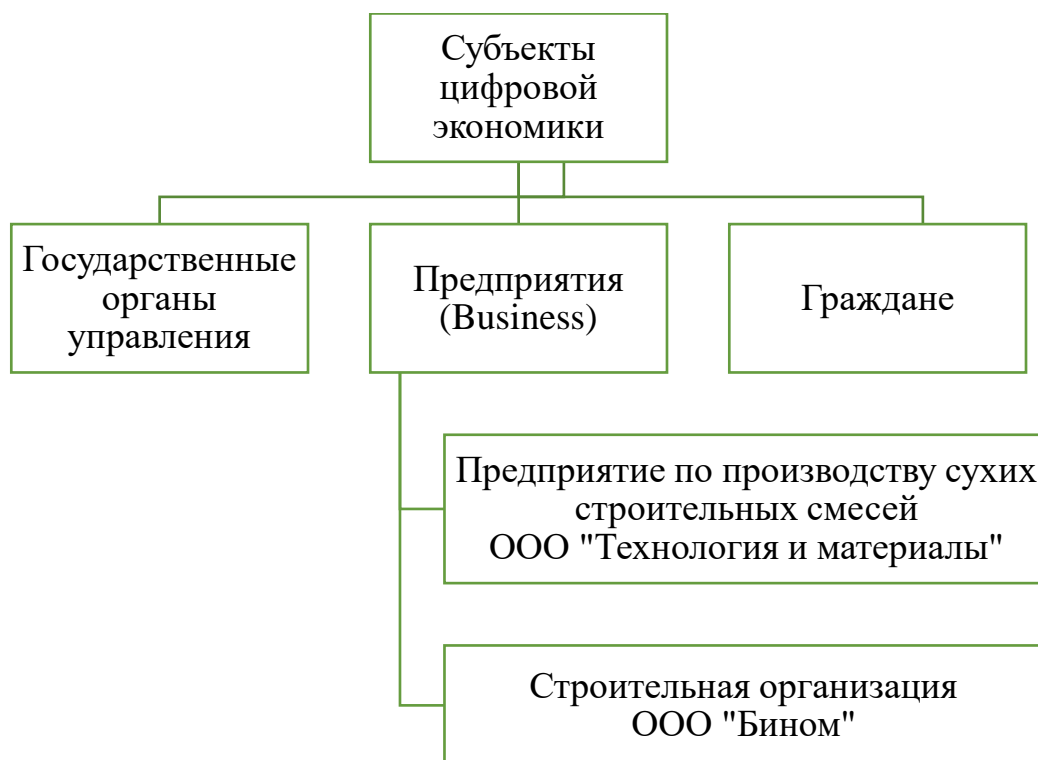 Субъекты
цифровой
экономики
Государственные
органы
управления
Предприятия
(Business)
Граждане
Предприятие по производству сухих
строительных смесей
ООО "Технология и материалы"
Строительная организация
ООО "Бином"